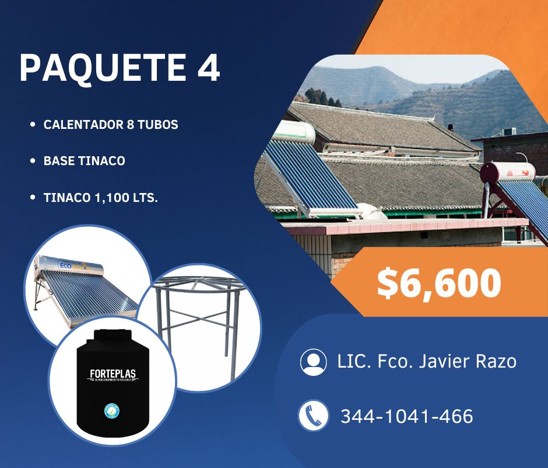 PAQUETE 4
• CALENTADOR 8 TUBOS
• BASE TINACO
• TINACO 1,100 LTS.
ECO
FORTEPLAS
$6,600
LIC. Fco. Javier Razo
344-1041-466